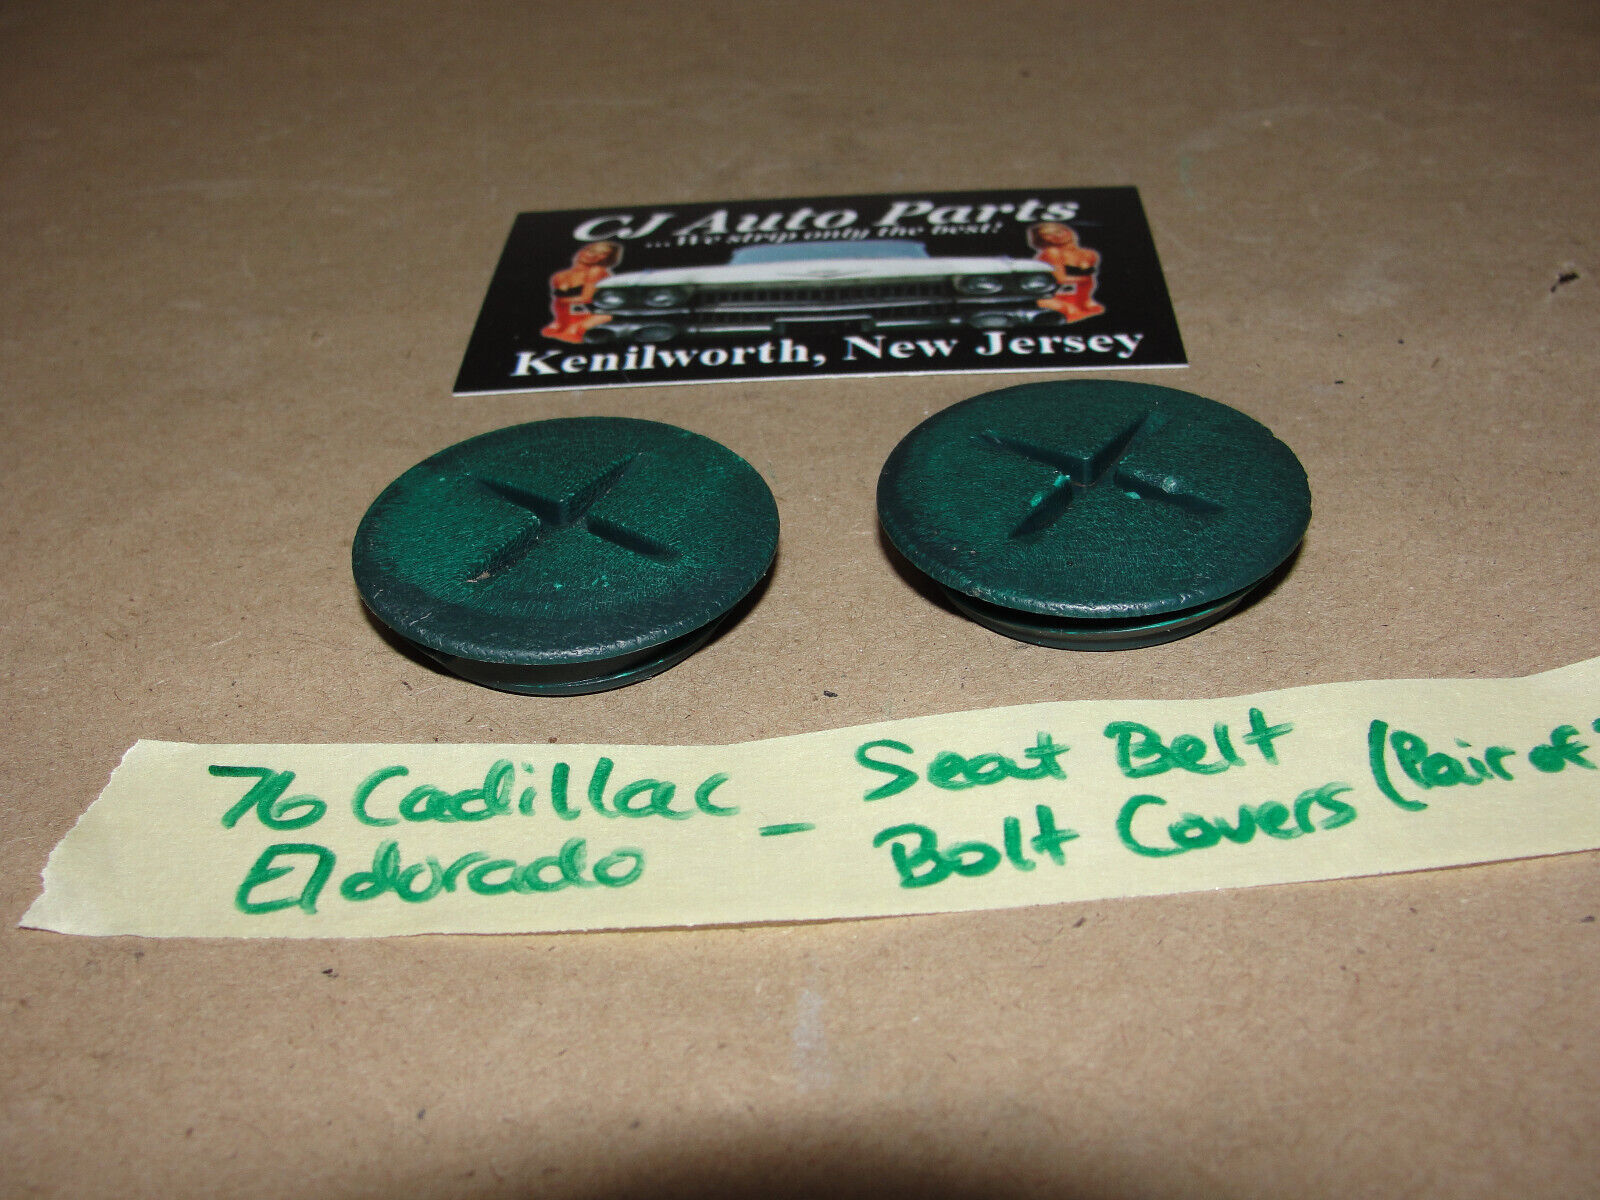 CJ Auto Parts
...We strip only the best!
Kenilworth, New Jersey
76 Cadillac - Seat Belt
Eldorado Bolt Covers (Pair of